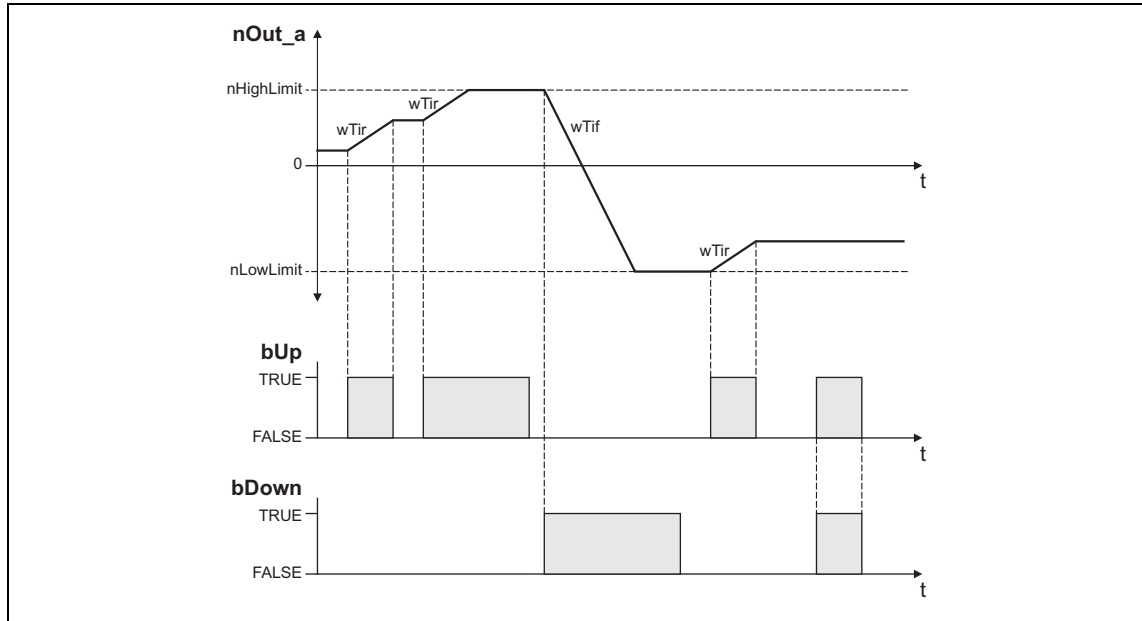 nOut_a
nHighLimit
wTir
wTir
wTif
0
t
wTir
nLowLimit
bUp
TRUE
FALSE
t
bDown
TRUE
FALSE
t